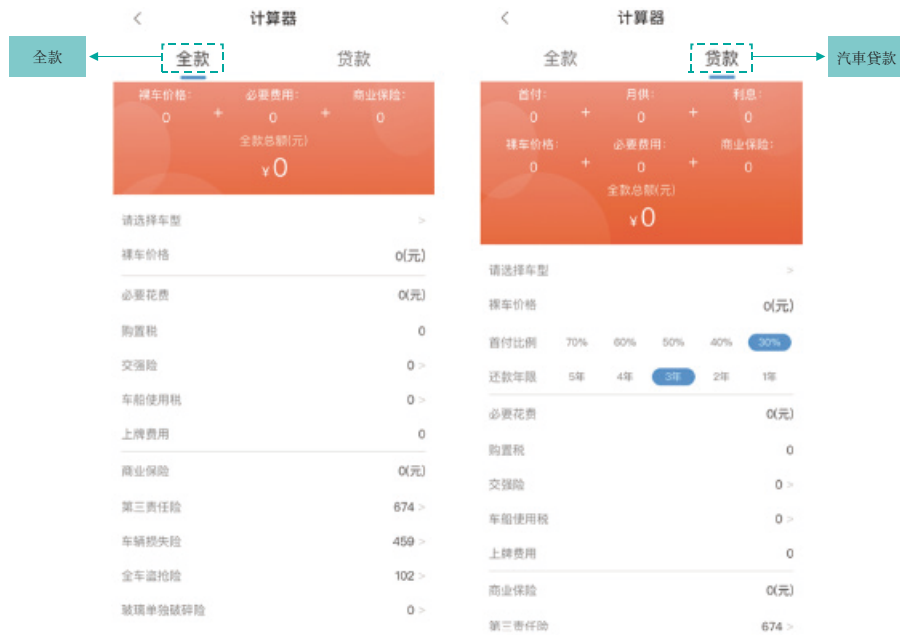 计算器
全款
全款
贷款
裸车价格:
必要费用:
商业保险:
0
+
0
+
0
全款总额(元)
¥0
请选择车型 >
裸车价格 0(元)
必要花费 0(元)
购置税 0
交强险 0 >
车船使用税 0 >
上牌费用 0
商业保险 0(元)
第三责任险 674 >
车辆损失险 459 >
全车盗抢险 102 >
玻璃单独破碎险 0 >
计算器
全款
贷款
汽車貸款
首付:
月供:
利息:
0
+
0
+
0
裸车价格:
必要费用:
商业保险:
0
+
0
+
0
全款总额(元)
¥0
请选择车型 >
裸车价格 0(元)
首付比例 70% 60% 50% 40% 30%
还款年限 5年 4年 3年 2年 1年
必要花费 0(元)
购置税 0
交强险 0 >
车船使用税 0 >
上牌费用 0
商业保险 0(元)
第三责任险 674 >